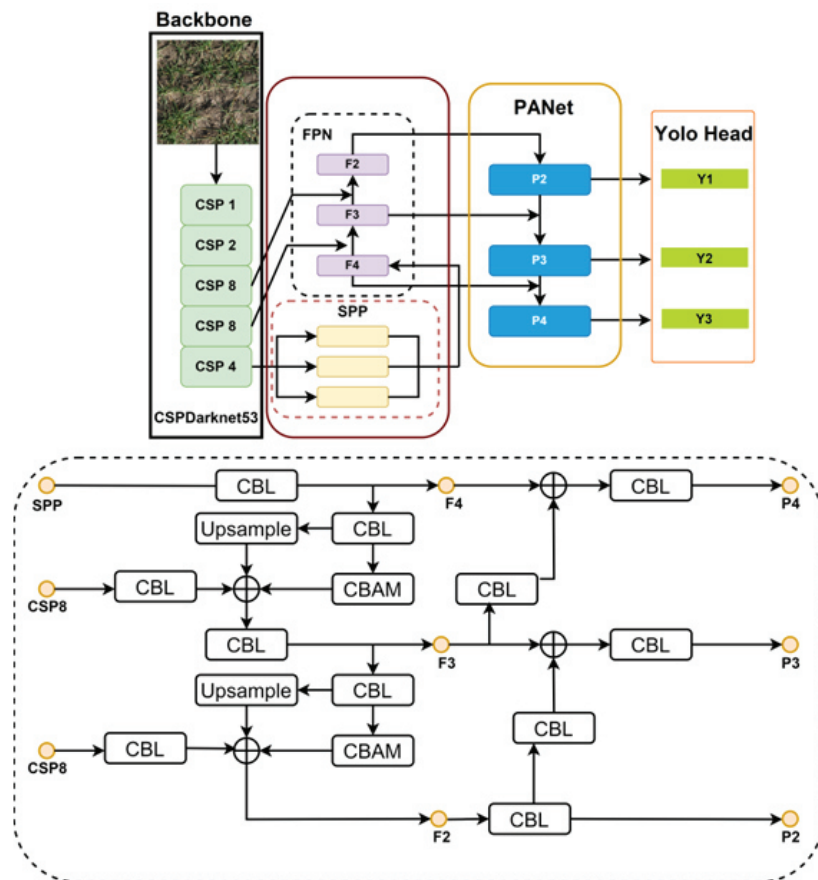 Backbone
CSP 1
CSP 2
CSP 8
CSP 8
CSP 4
CSPDarknet53
FPN
F2
F3
F4
SPP
PANet
P2
P3
P4
Yolo Head
Y1
Y2
Y3
SPP
CBL
F4
CBL
P4
Upsample
CBL
CSP8
CBL
CBAM
CBL
CBL
F3
CBL
P3
Upsample
CBL
CSP8
CBL
CBAM
CBL
F2
CBL
P2